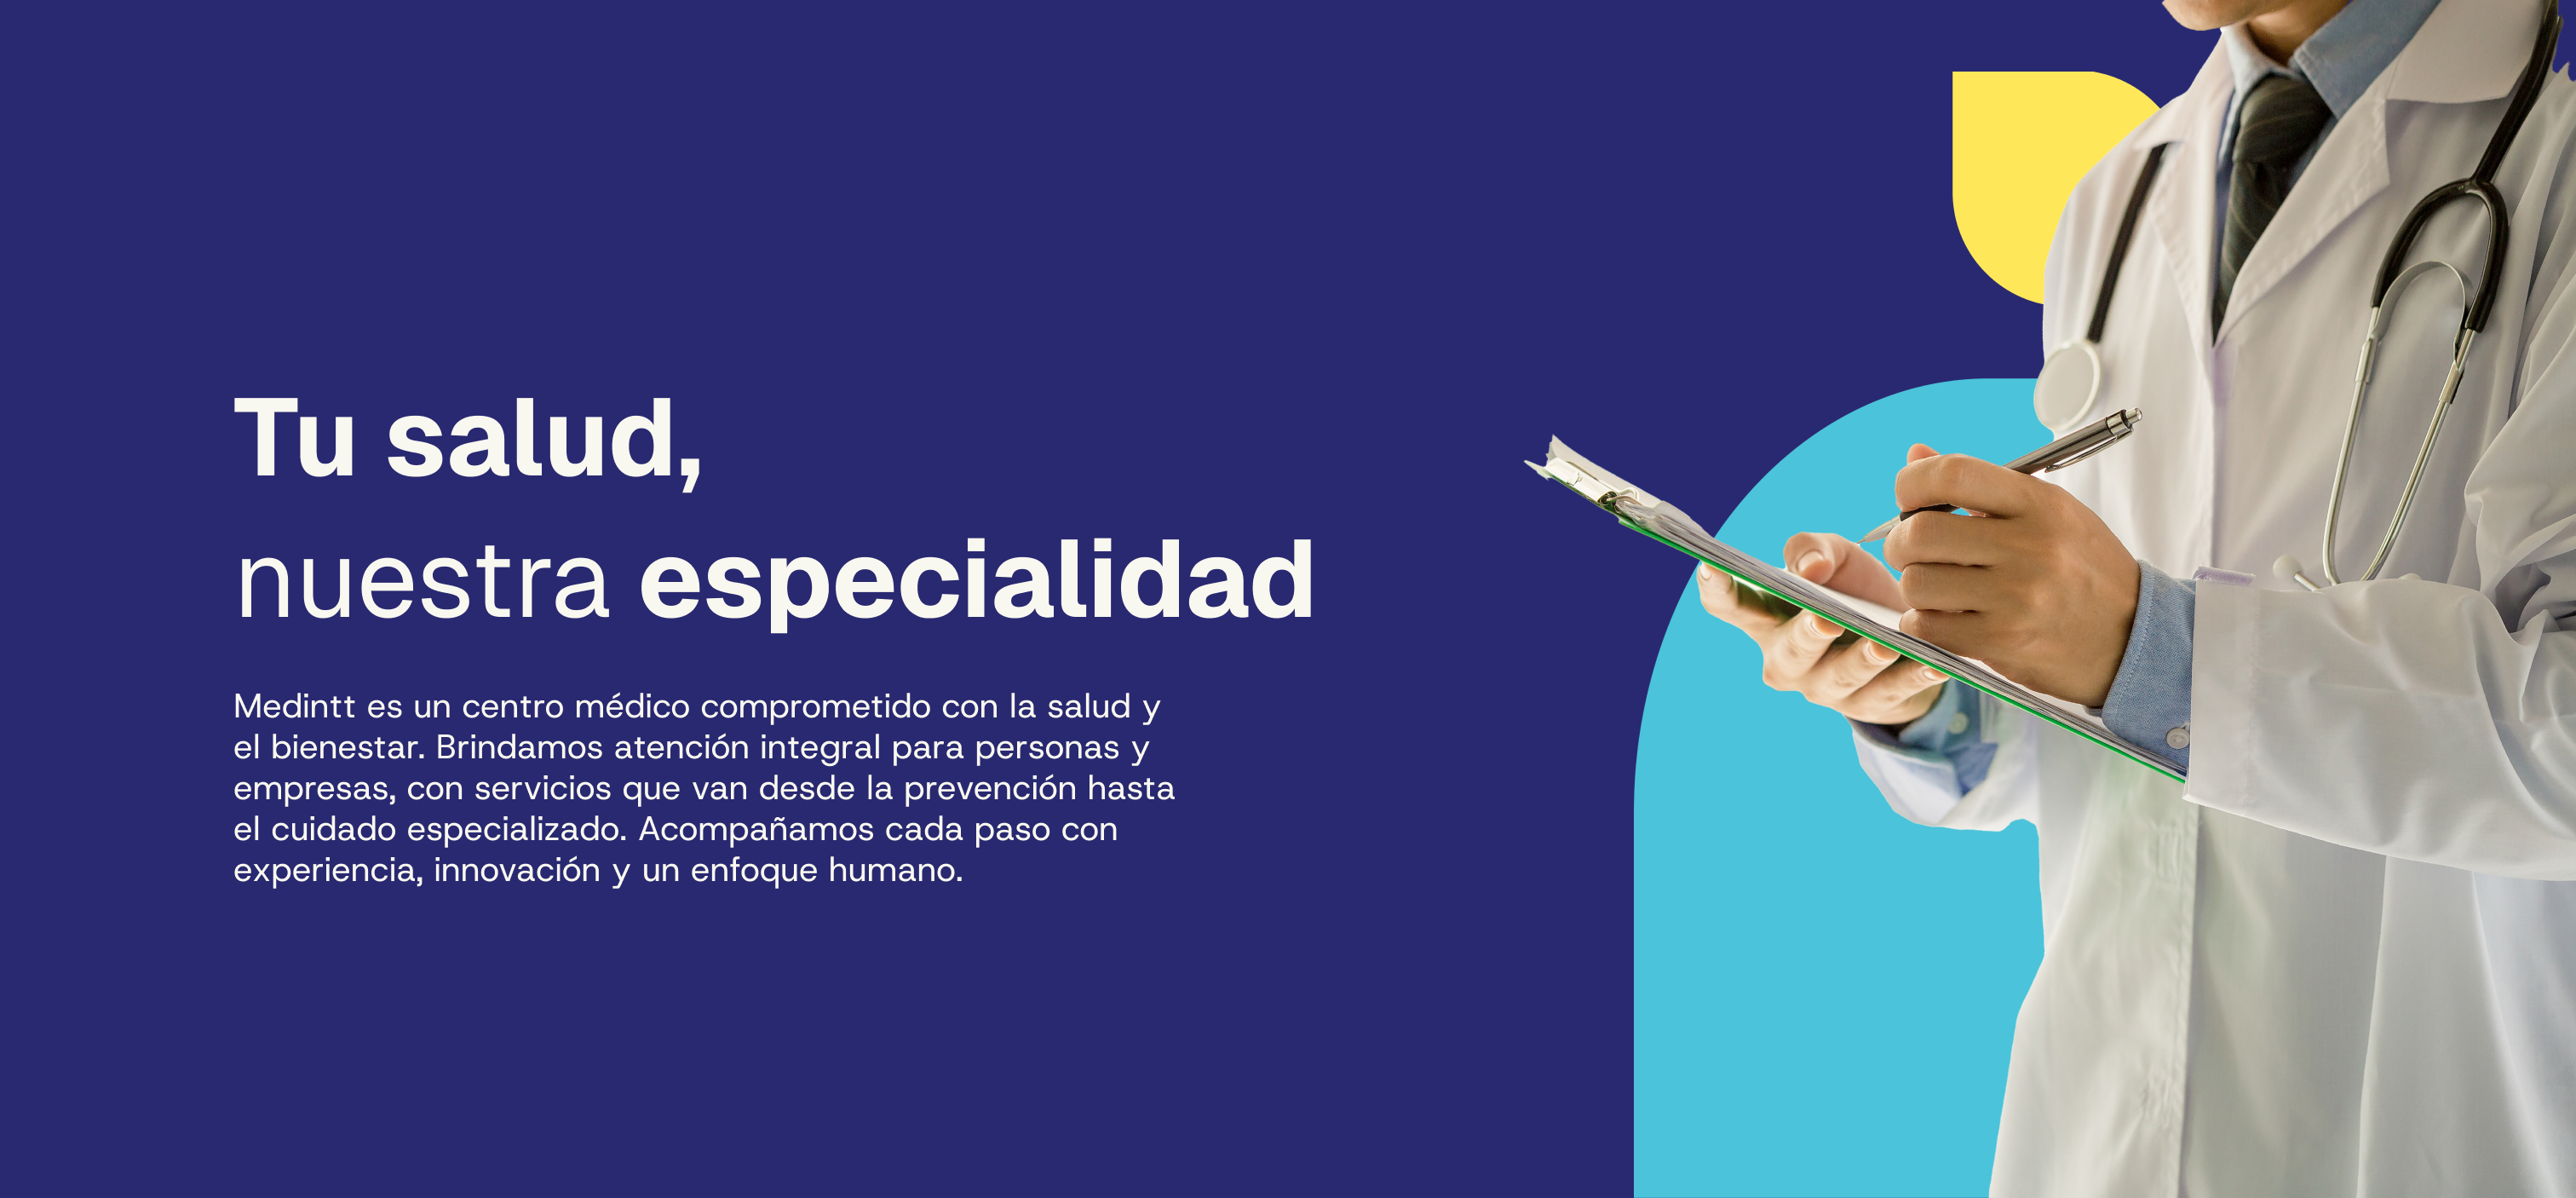 Tu salud,
nuestra especialidad
Medintt es un centro médico comprometido con la salud y
el bienestar. Brindamos atención integral para personas y
empresas, con servicios que van desde la prevención hasta
el cuidado especializado. Acompañamos cada paso con
experiencia, innovación y un enfoque humano.